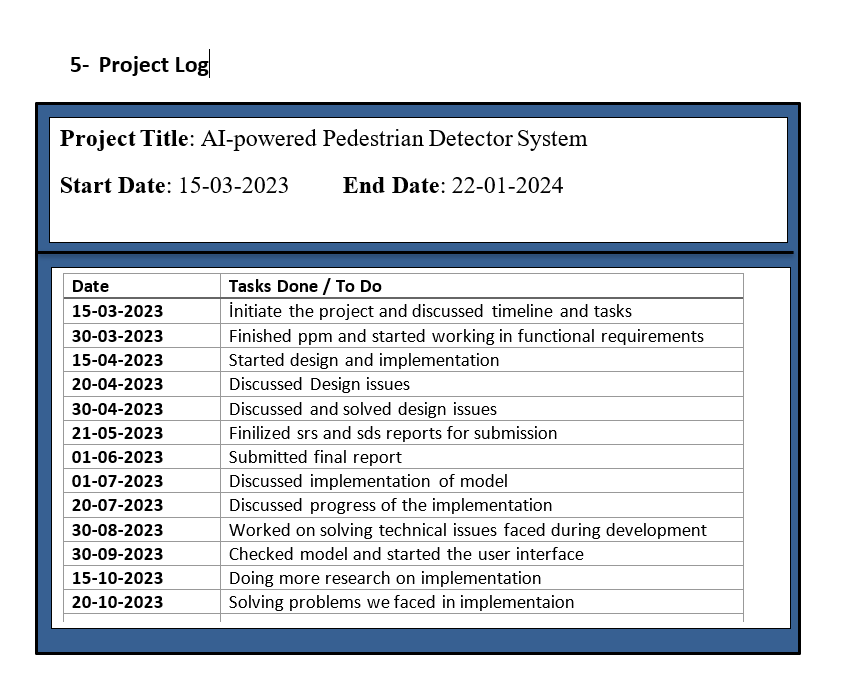 5- Project Log
Project Title: AI-powered Pedestrian Detector System
Start Date: 15-03-2023 End Date: 22-01-2024
Date Tasks Done / To Do
15-03-2023 İnitiate the project and discussed timeline and tasks
30-03-2023 Finished ppm and started working in functional requirements
15-04-2023 Started design and implementation
20-04-2023 Discussed Design issues
30-04-2023 Discussed and solved design issues
21-05-2023 Finilized srs and sds reports for submission
01-06-2023 Submitted final report
01-07-2023 Discussed implementation of model
20-07-2023 Discussed progress of the implementation
30-08-2023 Worked on solving technical issues faced during development
30-09-2023 Checked model and started the user interface
15-10-2023 Doing more research on implementation
20-10-2023 Solving problems we faced in implementaion